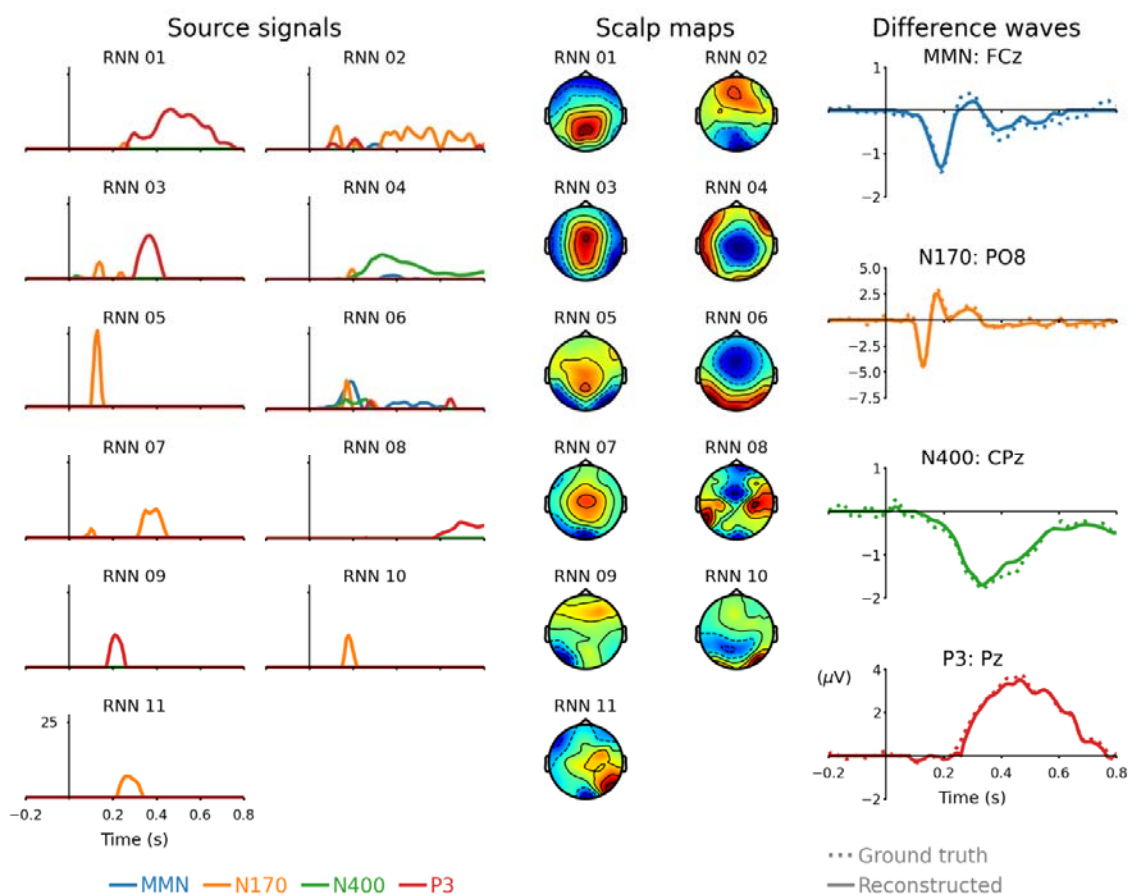 Source signals
RNN 01
RNN 02
RNN 03
RNN 04
RNN 05
RNN 06
RNN 07
RNN 08
RNN 09
RNN 10
RNN 11
25
−0.2 0.2 0.4 0.6 0.8
Time (s)
MMN N170 N400 P3
Scalp maps
RNN 01
RNN 02
RNN 03
RNN 04
RNN 05
RNN 06
RNN 07
RNN 08
RNN 09
RNN 10
RNN 11
Difference waves
MMN: FCz
1
0
−1
−2
N170: PO8
5.0
2.5
0
−2.5
−5.0
−7.5
N400: CPz
1
0
−1
−2
P3: Pz
(μV)
4
2
0
−2
−0.2 0.2 0.4 0.6 0.8
Time (s)
Ground truth
Reconstructed